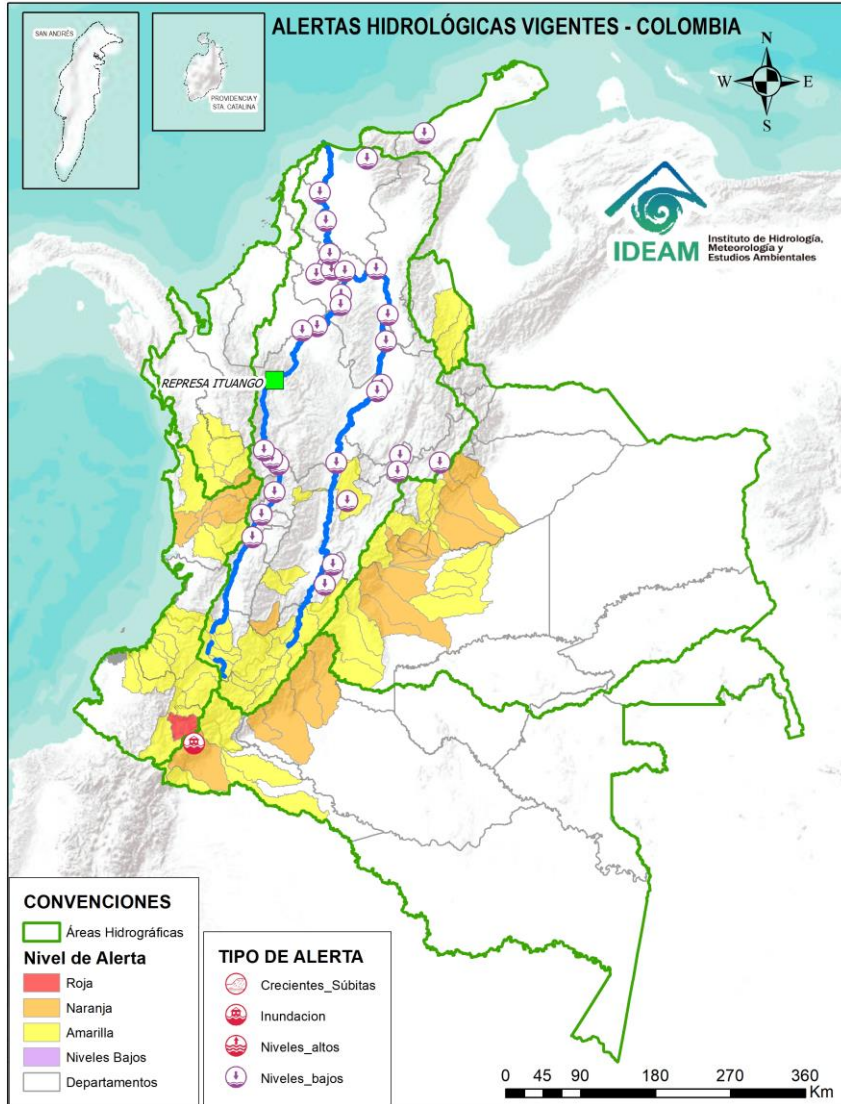 ALERTAS HIDROLÓGICAS VIGENTES - COLOMBIA
SAN ANDRÉS
PROVIDENCIA Y
STA. CATALINA
N
W
E
S
IDEAM
Instituto de Hidrología,
Meteorología y
Estudios Ambientales
REPRESA ITUANGO
CONVENCIONES
Áreas Hidrográficas
Nivel de Alerta
Roja
Naranja
Amarilla
Niveles Bajos
Departamentos
TIPO DE ALERTA
Crecientes_Súbitas
Inundacion
Niveles_altos
Niveles_bajos
0 45 90 180 270 360
Km